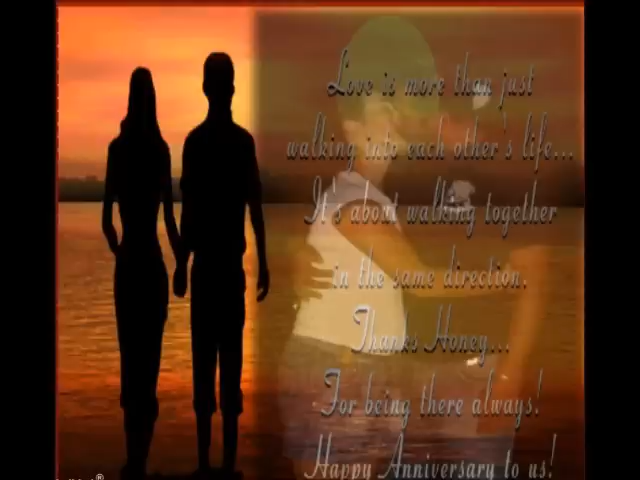 Love is more than just
walking into each other's life...
It's about walking together
in the same direction.
Thanks Honey...
For being there always!
Happy Anniversary to us!